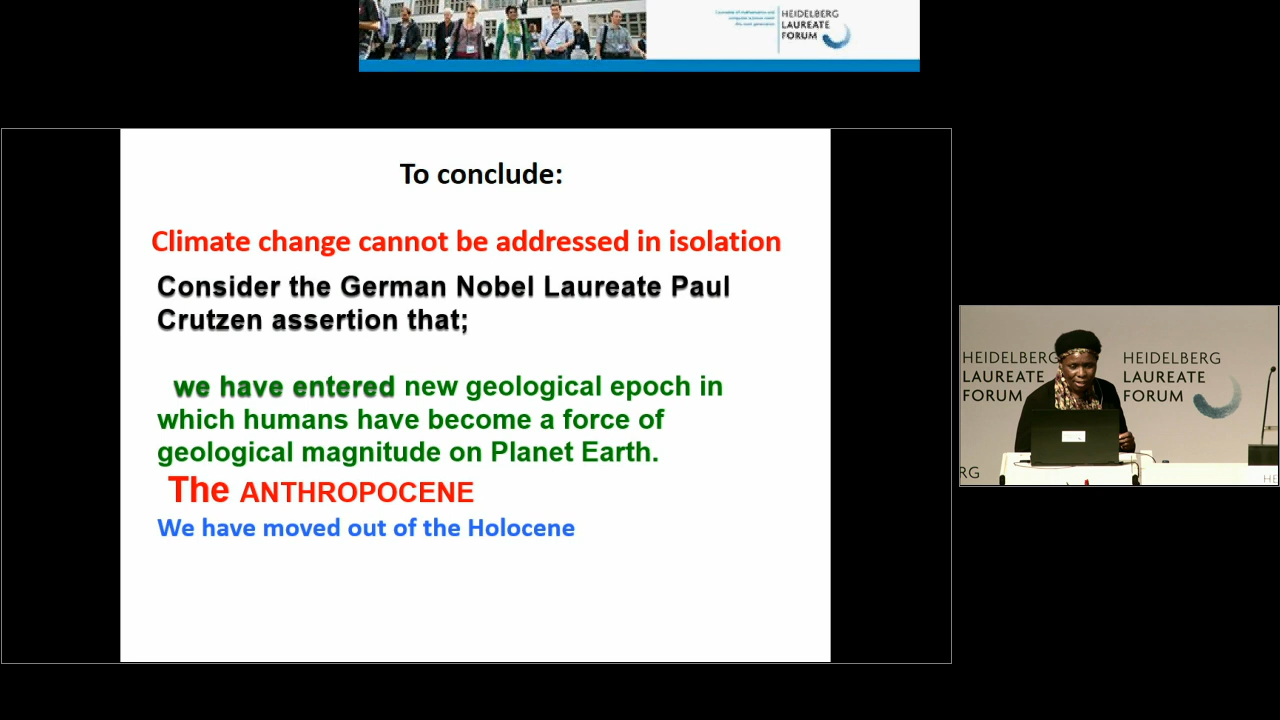 HEIDELBERG
LAUREATE
FORUM
To conclude:
Climate change cannot be addressed in isolation
Consider the German Nobel Laureate Paul
Crutzen assertion that;
we have entered new geological epoch in
which humans have become a force of
geological magnitude on Planet Earth.
The ANTHROPOCENE
We have moved out of the Holocene
HEIDELBERG
LAUREATE
FORUM
HEIDELBERG
LAUREATE
FORUM
RG
HE